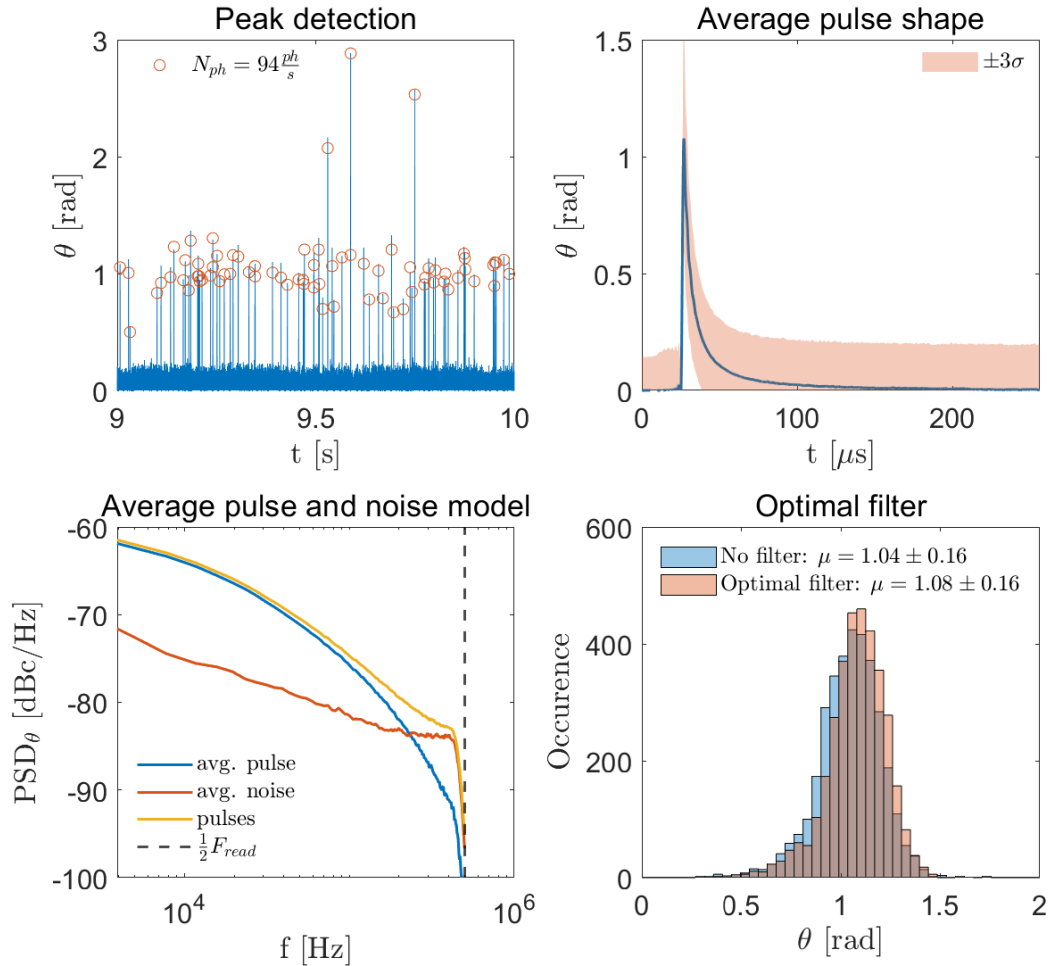 Peak detection
N_ph = 94 ph/s
θ [rad]
3
2
1
0
9
9.5
10
t [s]
Average pulse shape
±3σ
θ [rad]
1.5
1
0.5
0
0
100
200
t [μs]
Average pulse and noise model
PSD_θ [dBc/Hz]
-60
-70
-80
-90
-100
avg. pulse
avg. noise
pulses
1/2 F_read
10^4
10^6
f [Hz]
Optimal filter
No filter: μ = 1.04 ± 0.16
Optimal filter: μ = 1.08 ± 0.16
Occurence
600
400
200
0
0
0.5
1
1.5
2
θ [rad]